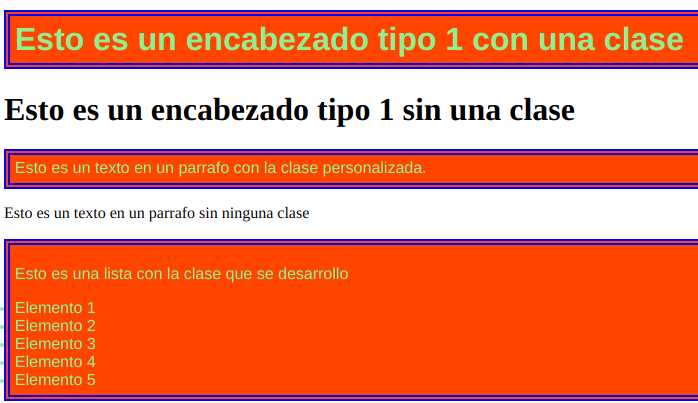 Esto es un encabezado tipo 1 con una clase
Esto es un encabezado tipo 1 sin una clase
Esto es un texto en un parrafo con la clase personalizada.
Esto es un texto en un parrafo sin ninguna clase
Esto es una lista con la clase que se desarrollo
Elemento 1
Elemento 2
Elemento 3
Elemento 4
Elemento 5